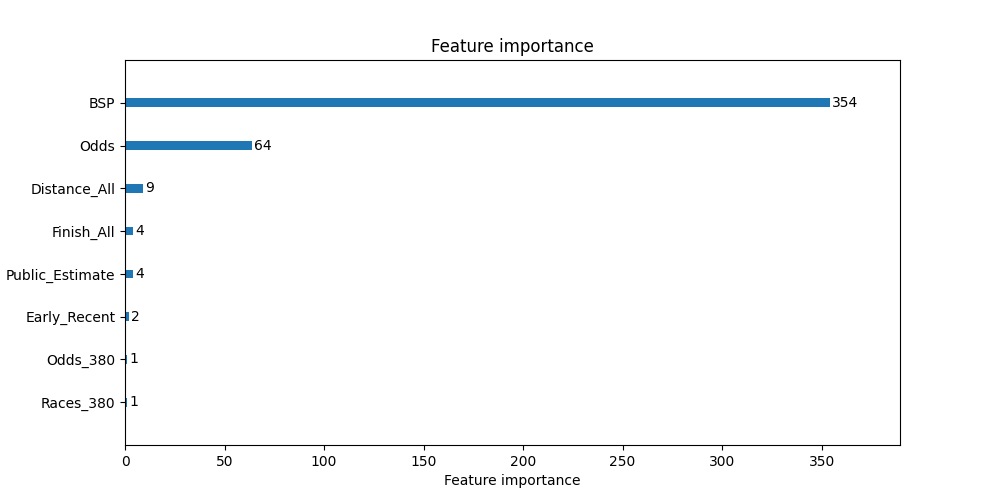 Feature importance
BSP 354
Odds 64
Distance_All 9
Finish_All 4
Public_Estimate 4
Early_Recent 2
Odds_380 1
Races_380 1
0 50 100 150 200 250 300 350
Feature importance